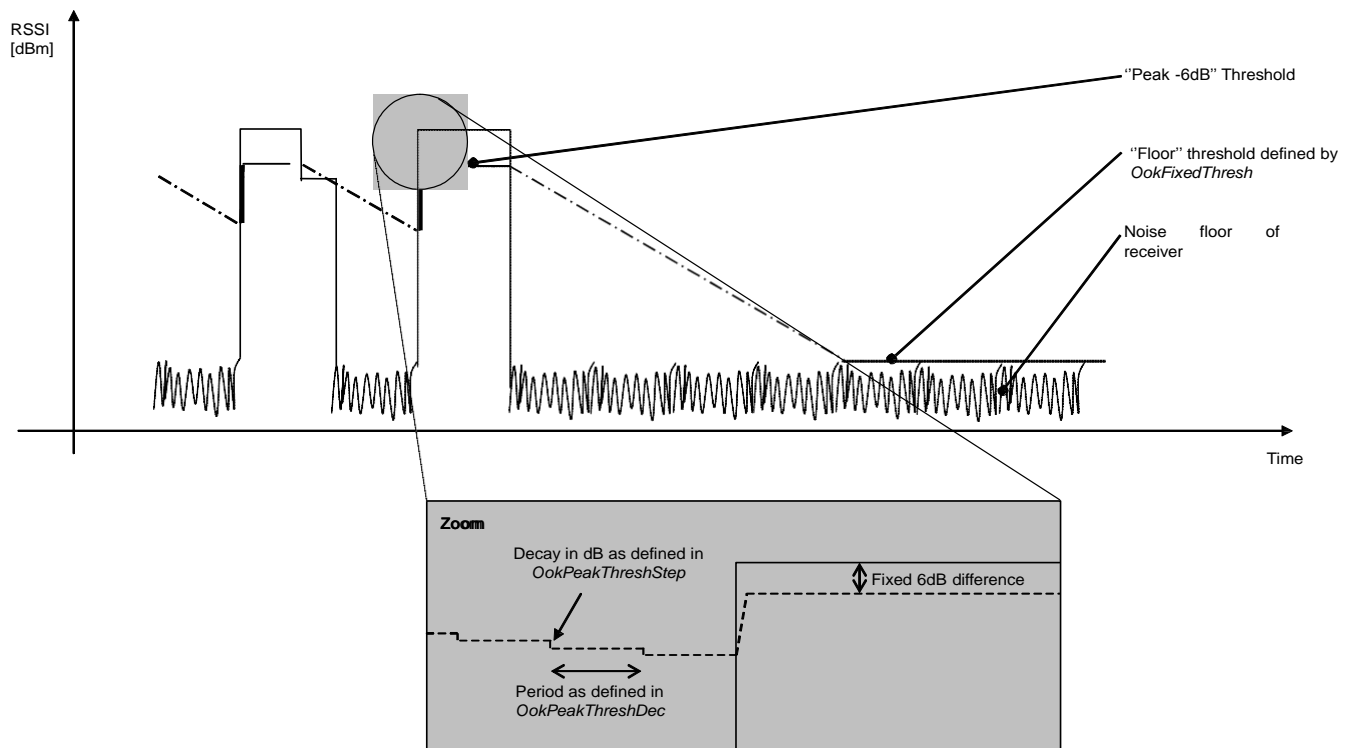 RSSI
[dBm]
‘‘Peak -6dB’’ Threshold
‘‘Floor’’ threshold defined by
OokFixedThresh
Noise floor of
receiver
Time
Zoom
Decay in dB as defined in
OokPeakThreshStep
Fixed 6dB difference
Period as defined in
OokPeakThreshDec